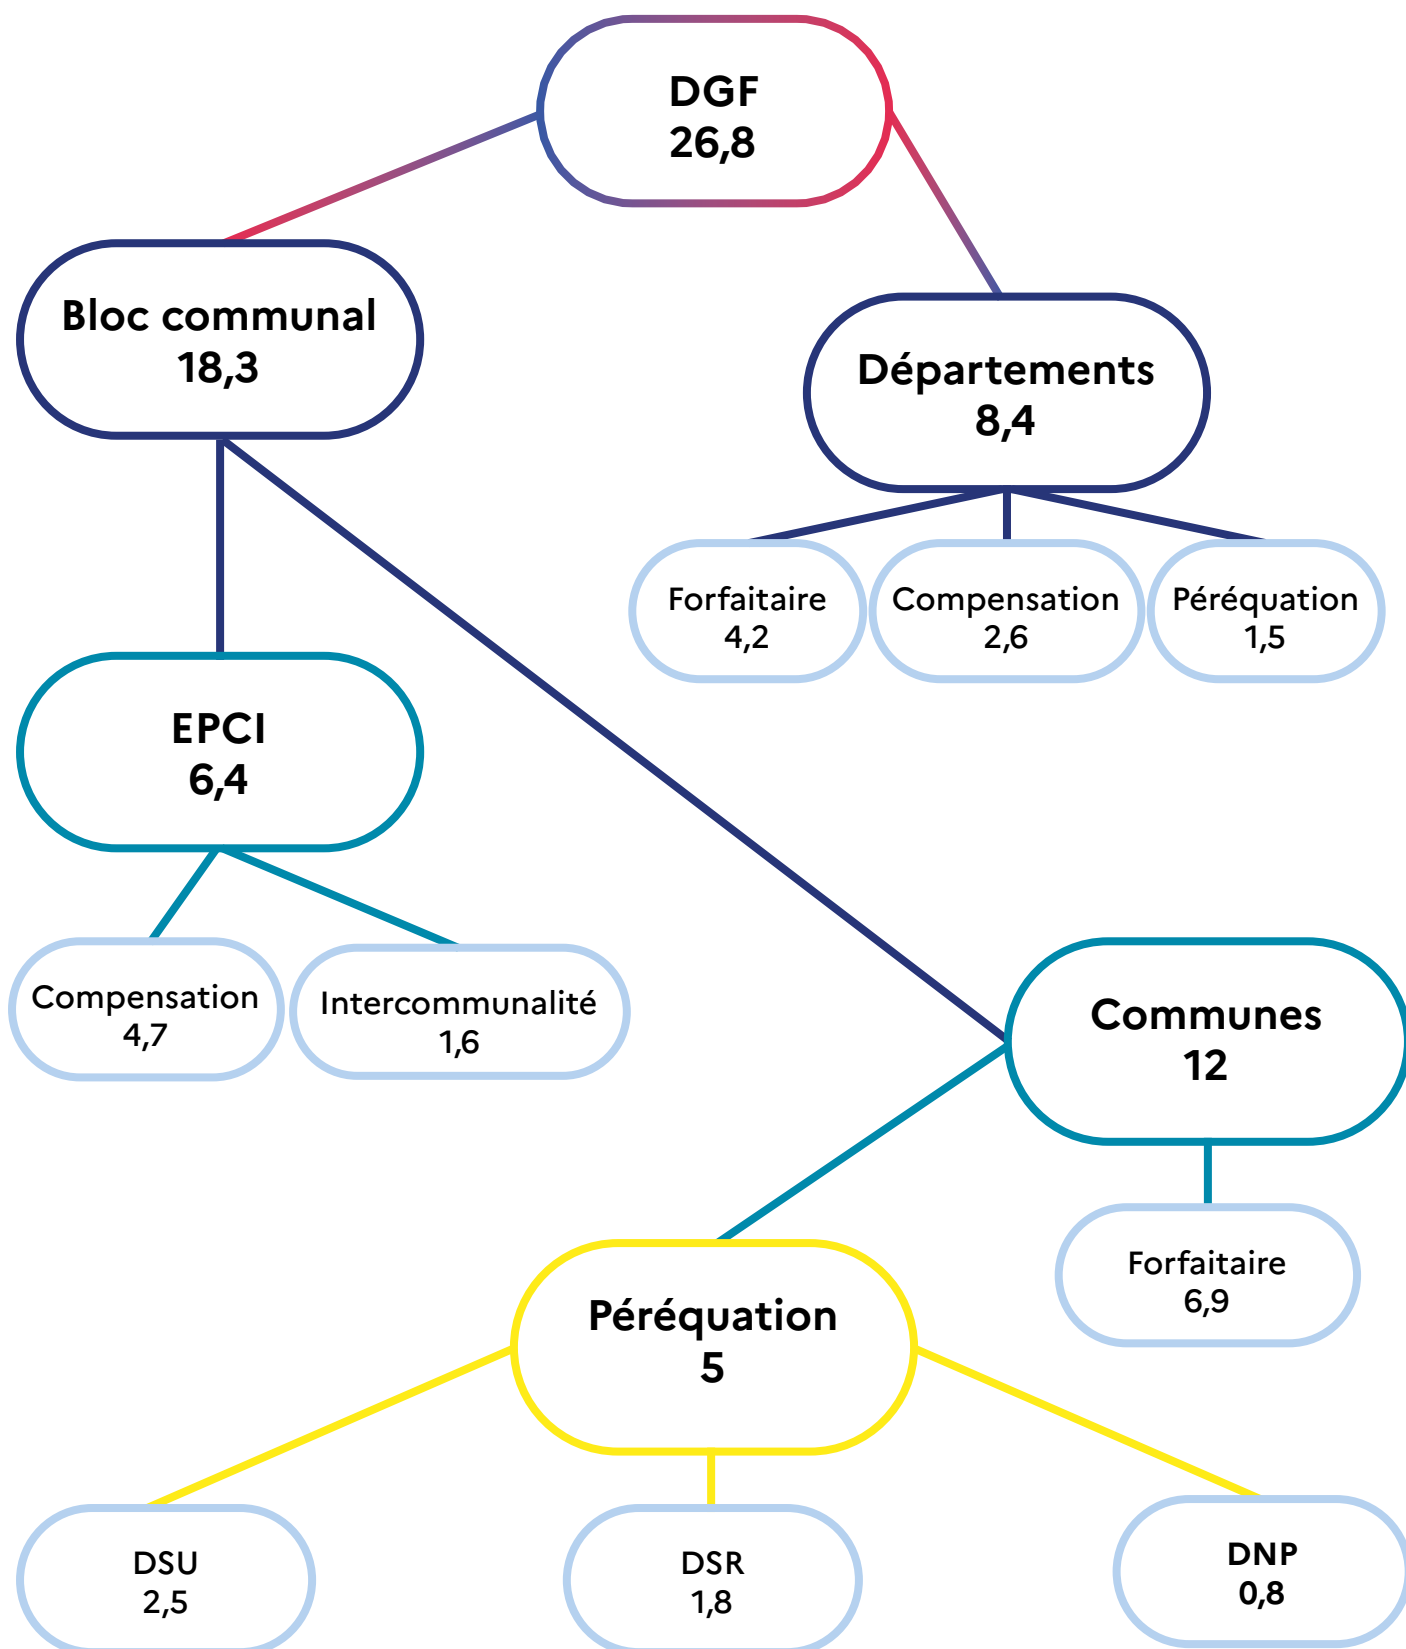 DGF
26,8
Bloc communal
18,3
Départements
8,4
Forfaitaire
4,2
Compensation
2,6
Péréquation
1,5
EPCI
6,4
Compensation
4,7
Intercommunalité
1,6
Communes
12
Forfaitaire
6,9
Péréquation
5
DSU
2,5
DSR
1,8
DNP
0,8